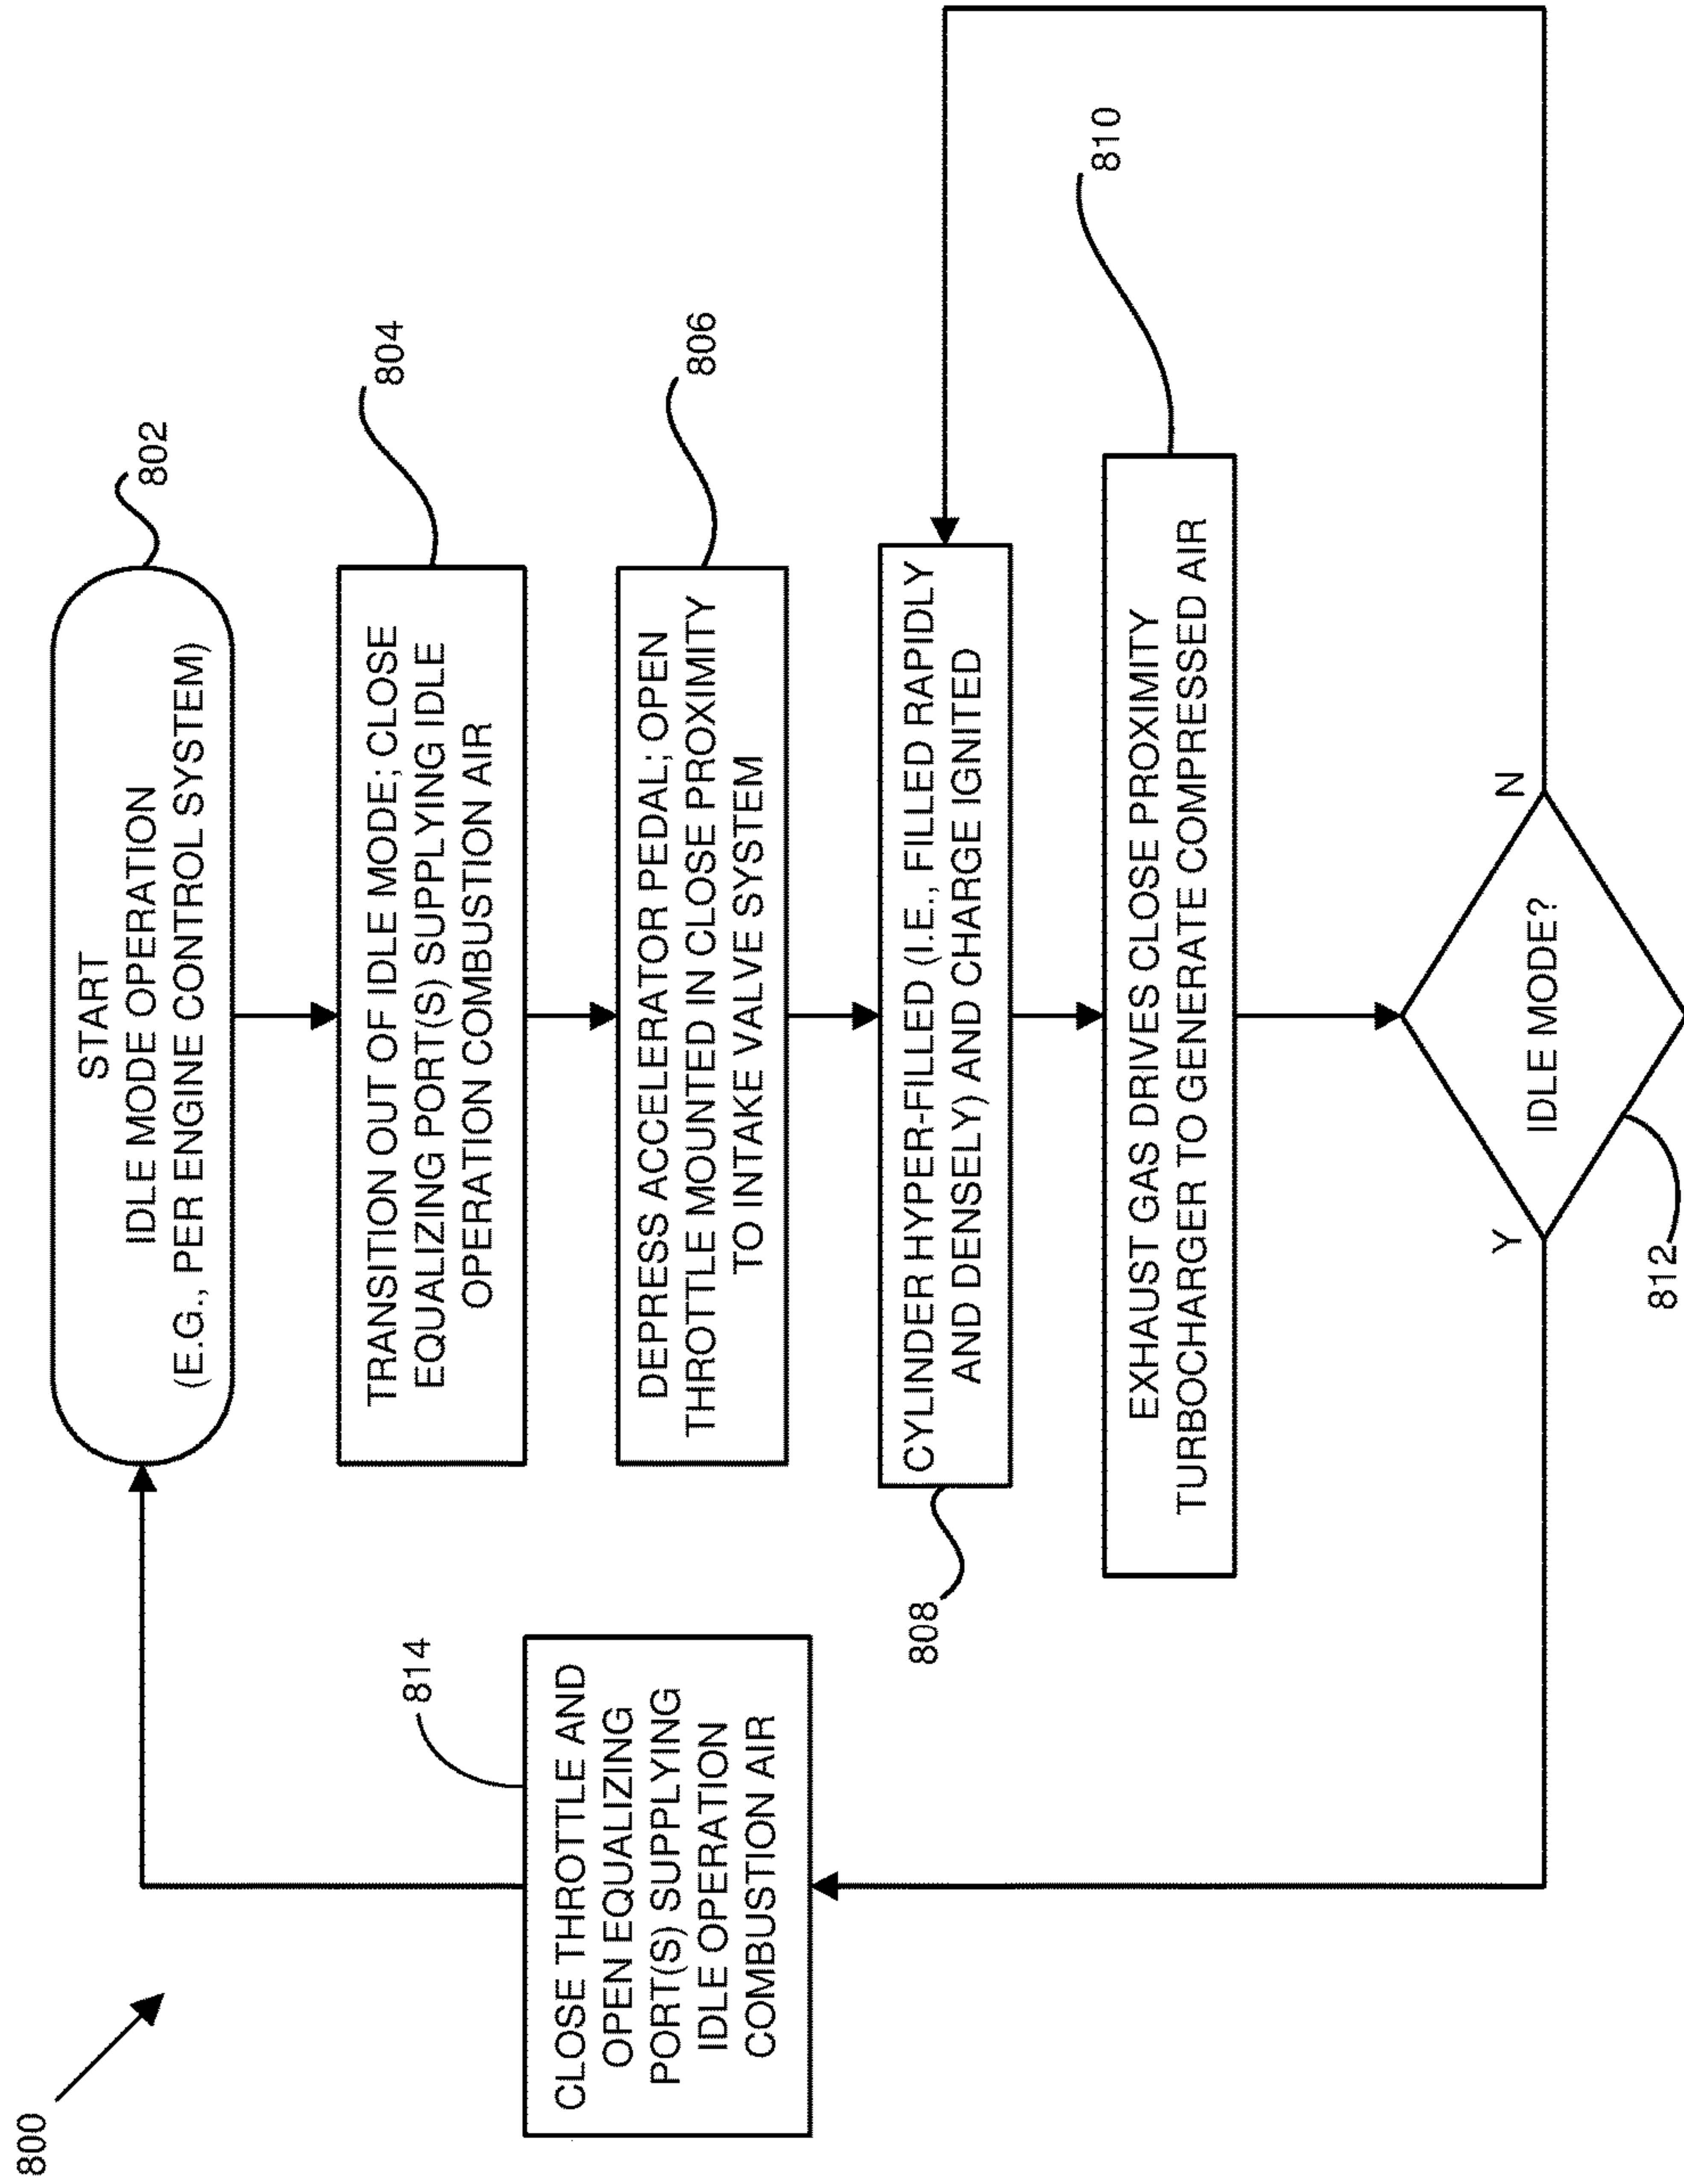 800
START
IDLE MODE OPERATION
(E.G., PER ENGINE CONTROL SYSTEM)
802
TRANSITION OUT OF IDLE MODE; CLOSE
EQUALIZING PORT(S) SUPPLYING IDLE
OPERATION COMBUSTION AIR
804
DEPRESS ACCELERATOR PEDAL; OPEN
THROTTLE MOUNTED IN CLOSE PROXIMITY
TO INTAKE VALVE SYSTEM
806
CYLINDER HYPER-FILLED (I.E., FILLED RAPIDLY
AND DENSELY) AND CHARGE IGNITED
808
EXHAUST GAS DRIVES CLOSE PROXIMITY
TURBOCHARGER TO GENERATE COMPRESSED AIR
810
IDLE MODE?
Y
N
812
CLOSE THROTTLE AND
OPEN EQUALIZING
PORT(S) SUPPLYING
IDLE OPERATION
COMBUSTION AIR
814